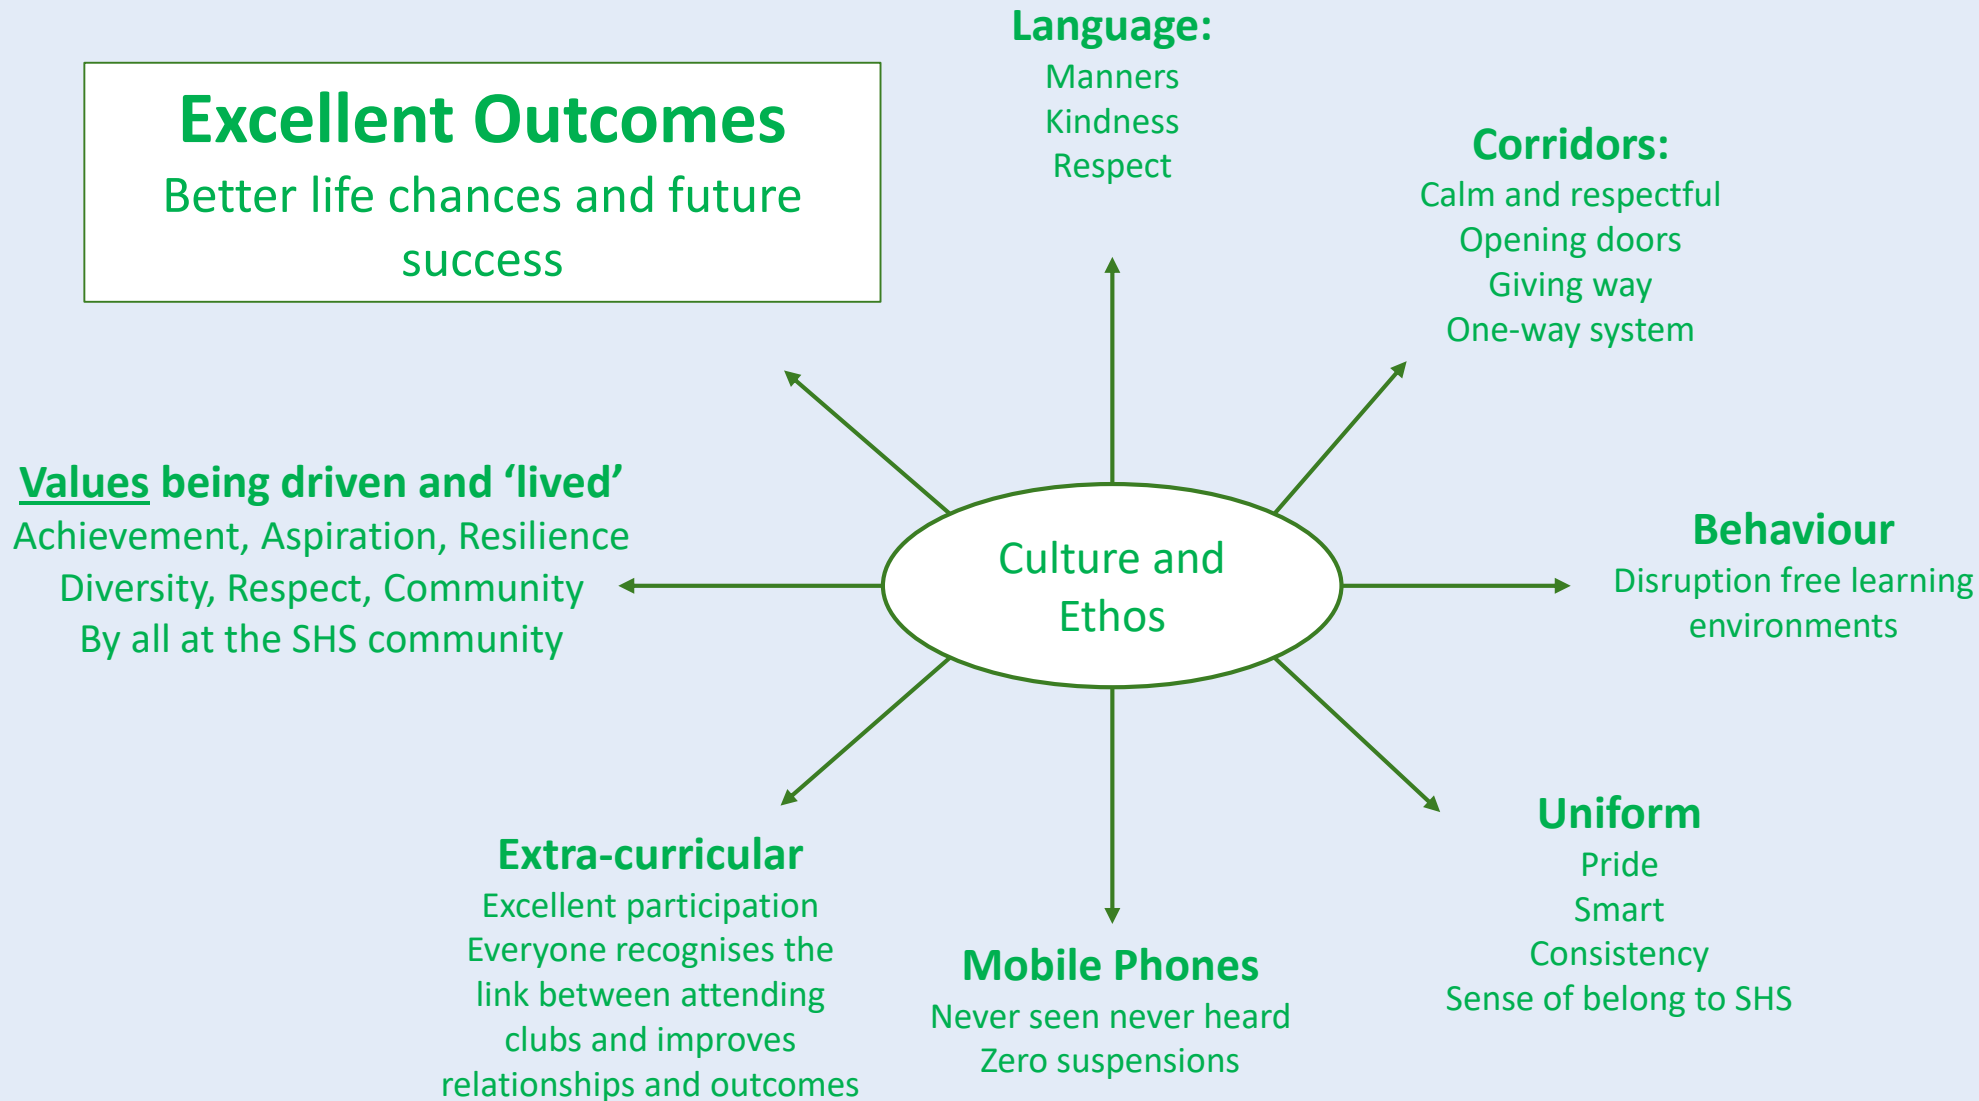 Excellent Outcomes
Better life chances and future
success
Language:
Manners
Kindness
Respect
Corridors:
Calm and respectful
Opening doors
Giving way
One-way system
Values being driven and ‘lived’
Achievement, Aspiration, Resilience
Diversity, Respect, Community
By all at the SHS community
Culture and
Ethos
Behaviour
Disruption free learning
environments
Extra-curricular
Excellent participation
Everyone recognises the
link between attending
clubs and improves
relationships and outcomes
Mobile Phones
Never seen never heard
Zero suspensions
Uniform
Pride
Smart
Consistency
Sense of belong to SHS